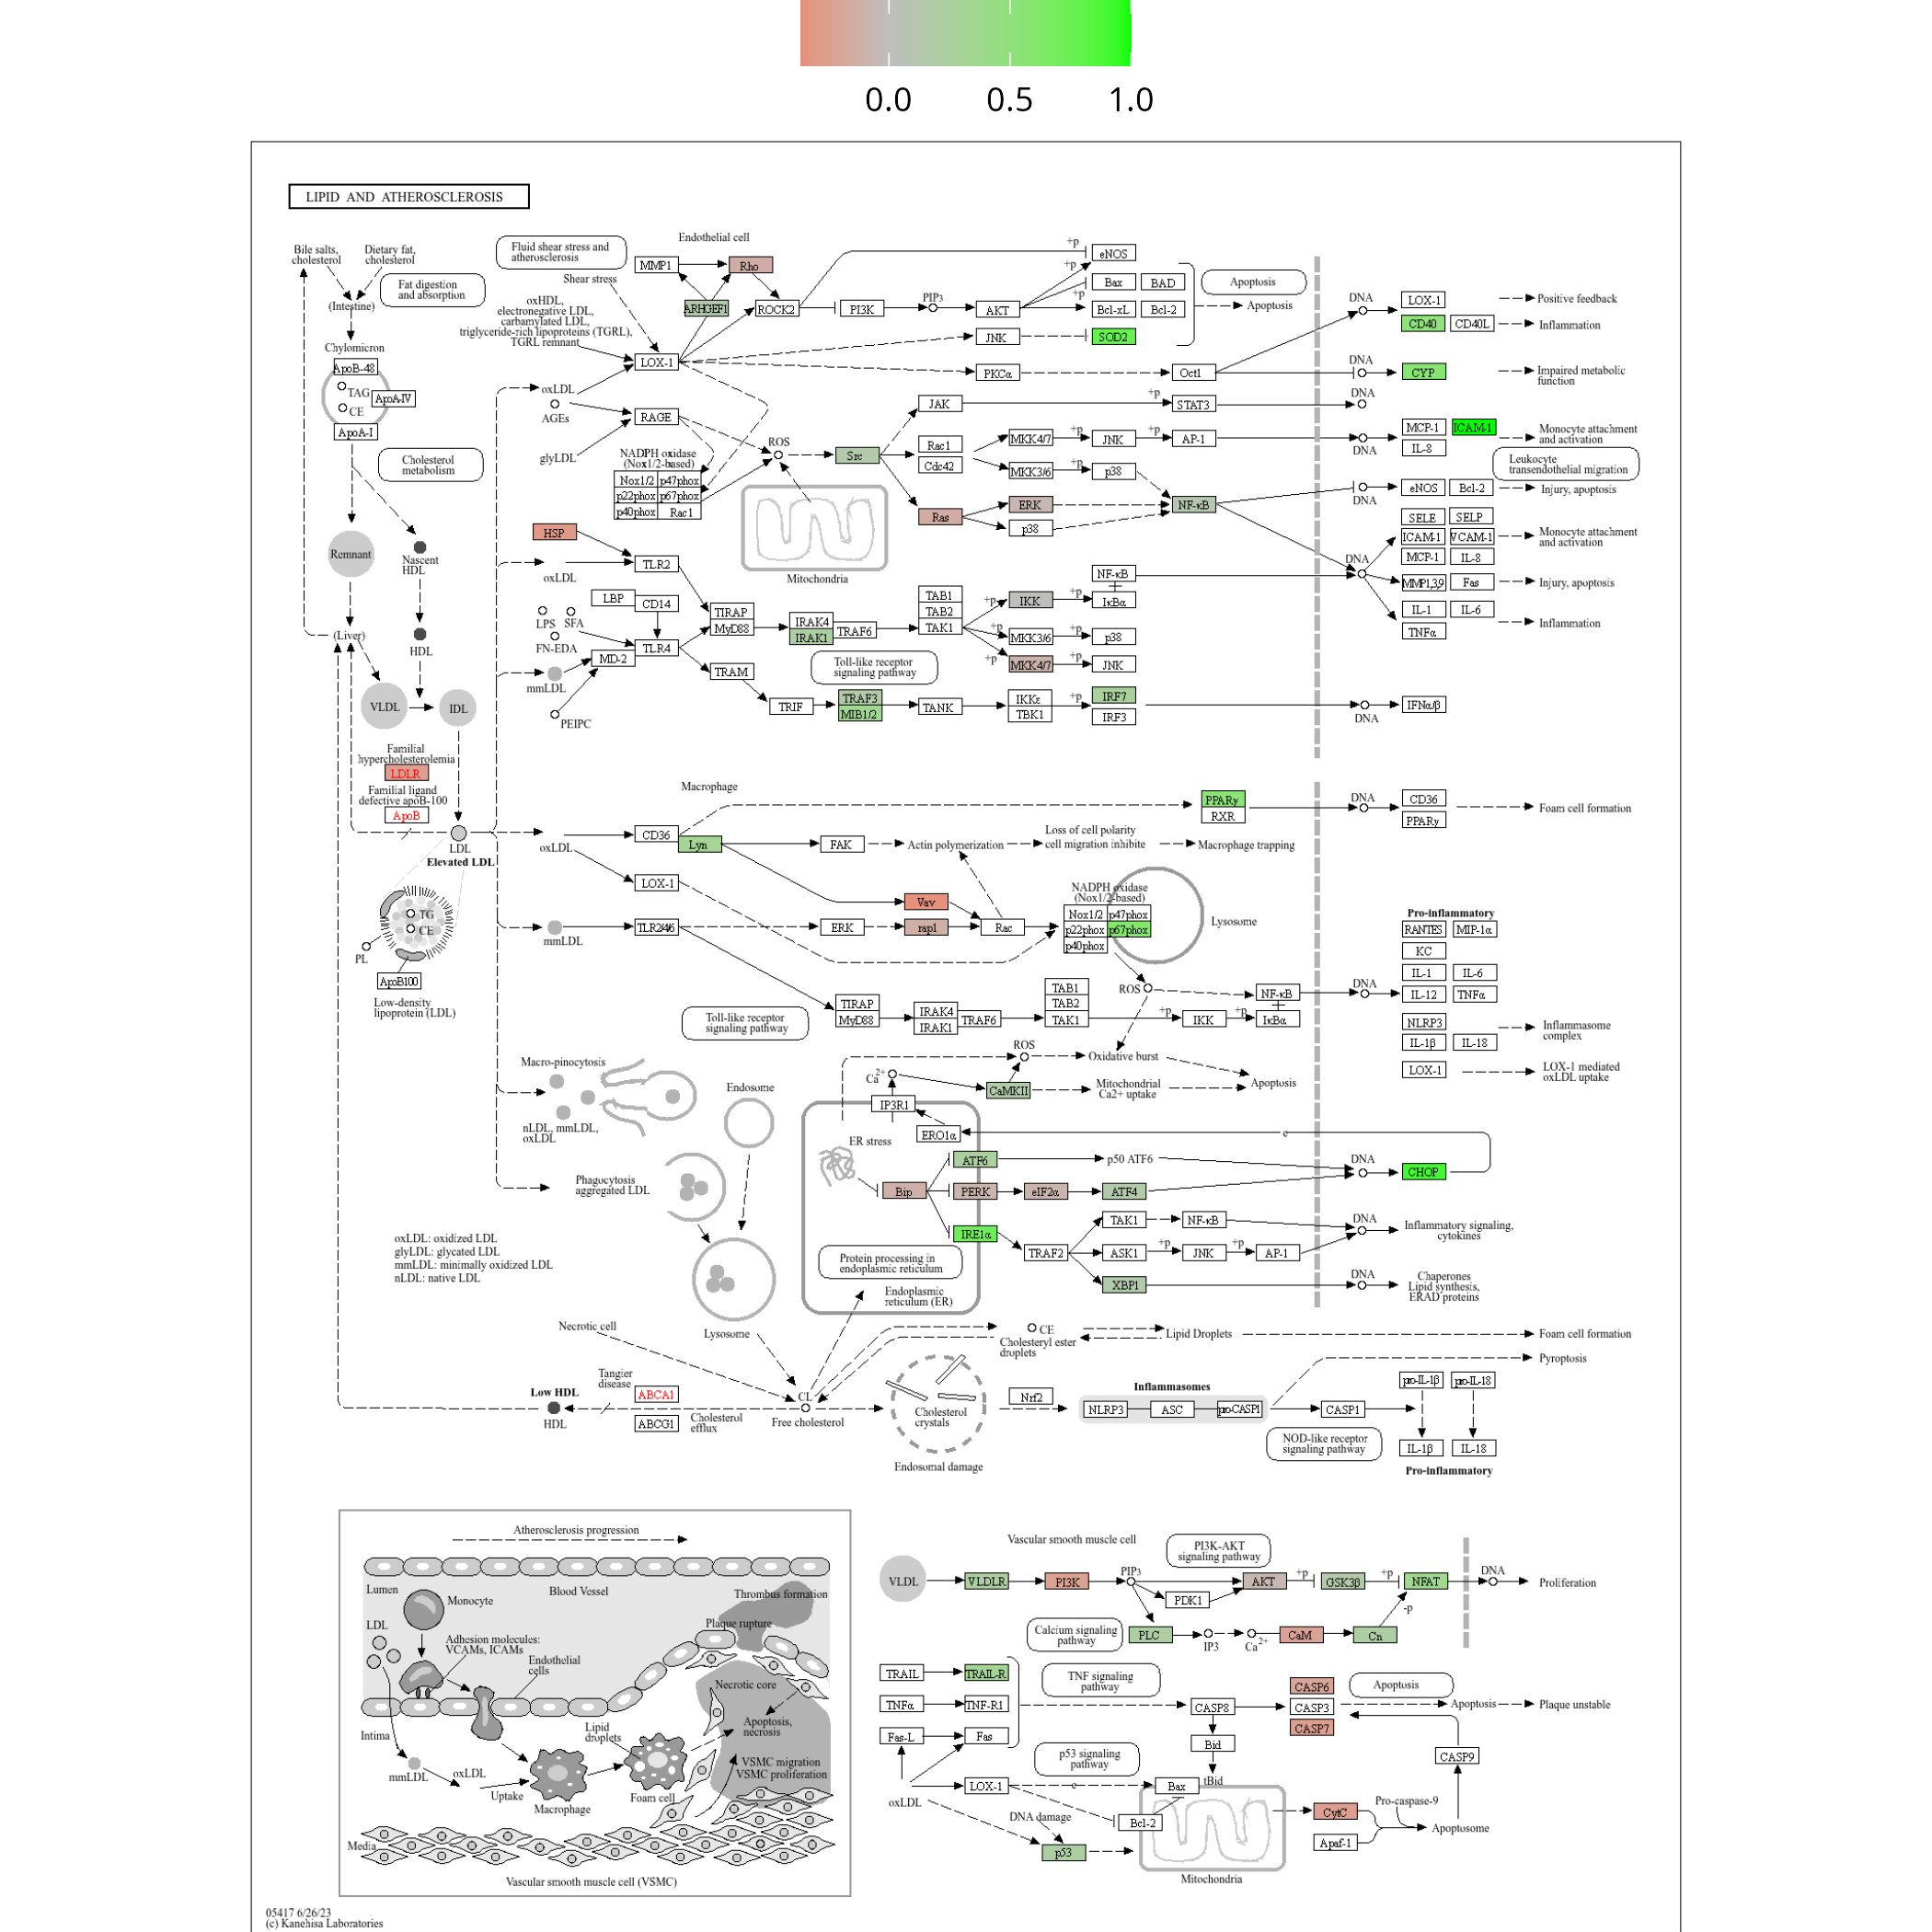 0.0 0.5 1.0
LIPID AND ATHEROSCLEROSIS
Bile salts,
cholesterol
Dietary fat,
cholesterol
Fat digestion
and absorption
(Intestine)
Chylomicron
ApoB-48
TAG
CE
ApoA-IV
ApoA-I
Cholesterol
metabolism
Remnant
Nascent
HDL
(Liver)
HDL
VLDL
IDL
Familial
hypercholesterolemia
LDLR
Familial ligand
defective apoB-100
ApoB
LDL
Elevated LDL
TG
CE
PL
ApoB100
Low-density
lipoprotein (LDL)
Fluid shear stress and
atherosclerosis
Endothelial cell
Shear stress
oxHDL,
electronegative LDL,
carbamylated LDL,
triglyceride-rich lipoproteins (TGRL),
TGRL remnant
MMP1
Rho
ARHGEF1
ROCK2
PI3K
PIP3
AKT
+p
+p
+p
eNOS
Bax
BAD
Bcl-xL
Bcl-2
Apoptosis
Apoptosis
JNK
SOD2
LOX-1
PKCα
Oct1
DNA
LOX-1
Positive feedback
CD40
CD40L
Inflammation
DNA
CYP
Impaired metabolic
function
oxLDL
AGEs
RAGE
glyLDL
NADPH oxidase
(Nox1/2-based)
Nox1/2
p47phox
p22phox
p67phox
p40phox
Rac1
ROS
Mitochondria
Src
JAK
+p
STAT3
DNA
Rac1
Cdc42
MKK4/7
+p
JNK
+p
AP-1
DNA
MCP-1
ICAM-1
IL-8
Monocyte attachment
and activation
Leukocyte
transendothelial migration
MKK3/6
+p
p38
Ras
ERK
p38
NF-κB
DNA
eNOS
Bcl-2
Injury, apoptosis
SELE
SELP
ICAM-1
VCAM-1
MCP-1
IL-8
Monocyte attachment
and activation
DNA
MMP1,3,9
Fas
Injury, apoptosis
IL-1
IL-6
TNFα
Inflammation
HSP
oxLDL
TLR2
LBP
CD14
LPS
SFA
FN-EDA
MD-2
TLR4
mmLDL
PEIPC
TIRAP
MyD88
IRAK4
IRAK1
TRAF6
TAB1
TAB2
TAK1
+p
IKK
+p
NF-κB
IκBα
+p
MKK3/6
+p
p38
+p
MKK4/7
+p
JNK
Toll-like receptor
signaling pathway
TRAM
TRIF
TRAF3
MIB1/2
TANK
IKKε
TBK1
+p
IRF7
IRF3
DNA
IFNα/β
Macrophage
oxLDL
CD36
Lyn
FAK
Actin polymerization
Loss of cell polarity
cell migration inhibite
Macrophage trapping
PPARγ
RXR
DNA
CD36
PPARγ
Foam cell formation
LOX-1
Vav
mmLDL
TLR2/4/6
ERK
rap1
Rac
NADPH oxidase
(Nox1/2-based)
Nox1/2
p47phox
p22phox
p67phox
p40phox
Lysosome
Pro-inflammatory
RANTES
MIP-1α
KC
IL-1
IL-6
IL-12
TNFα
NLRP3
IL-1β
IL-18
Inflammasome
complex
LOX-1
LOX-1 mediated
oxLDL uptake
Toll-like receptor
signaling pathway
TIRAP
MyD88
IRAK4
IRAK1
TRAF6
TAB1
TAB2
TAK1
ROS
+p
IKK
+p
NF-κB
IκBα
DNA
ROS
Oxidative burst
Ca2+
CaMKII
Mitochondrial
Ca2+ uptake
Apoptosis
Macro-pinocytosis
nLDL, mmLDL,
oxLDL
Endosome
Phagocytosis
aggregated LDL
Lysosome
IP3R1
ERO1α
e
ER stress
ATF6
p50 ATF6
DNA
CHOP
Bip
PERK
eIF2α
ATF4
IRE1α
TRAF2
TAK1
NF-κB
DNA
Inflammatory signaling,
cytokines
ASK1
+p
JNK
+p
AP-1
XBP1
DNA
Chaperones
Lipid synthesis,
ERAD proteins
Protein processing in
endoplasmic reticulum
Endoplasmic
reticulum (ER)
oxLDL: oxidized LDL
glyLDL: glycated LDL
mmLDL: minimally oxidized LDL
nLDL: native LDL
Necrotic cell
CE
Cholesteryl ester
droplets
Lipid Droplets
Foam cell formation
Pyroptosis
Low HDL
HDL
Tangier
disease
ABCA1
ABCG1
Cholesterol
efflux
CL
Free cholesterol
Cholesterol
crystals
Endosomal damage
Nrf2
Inflammasomes
NLRP3
ASC
pro-CASP1
CASP1
NOD-like receptor
signaling pathway
pro-IL-1β
pro-IL-18
IL-1β
IL-18
Pro-inflammatory
Atherosclerosis progression
Lumen
Monocyte
Blood Vessel
Thrombus formation
Plaque rupture
LDL
Adhesion molecules:
VCAMs, ICAMs
Endothelial
cells
Necrotic core
Intima
Lipid
droplets
Apoptosis,
necrosis
mmLDL
oxLDL
Uptake
Macrophage
Foam cell
VSMC migration
VSMC proliferation
Media
Vascular smooth muscle cell (VSMC)
Vascular smooth muscle cell
PI3K-AKT
signaling pathway
VLDL
VLDLR
PI3K
PIP3
PDK1
AKT
+p
GSK3β
+p
NFAT
DNA
Proliferation
-p
Calcium signaling
pathway
PLC
IP3
Ca2+
CaM
Cn
TRAIL
TRAIL-R
TNFα
TNF-R1
Fas-L
Fas
TNF signaling
pathway
CASP8
CASP6
CASP3
CASP7
Apoptosis
Apoptosis
Plaque unstable
Bid
tBid
p53 signaling
pathway
CASP9
oxLDL
LOX-1
e
Bax
Bcl-2
DNA damage
p53
Mitochondria
CytC
Apaf-1
Pro-caspase-9
Apoptosome
05417 6/26/23
(c) Kanehisa Laboratories